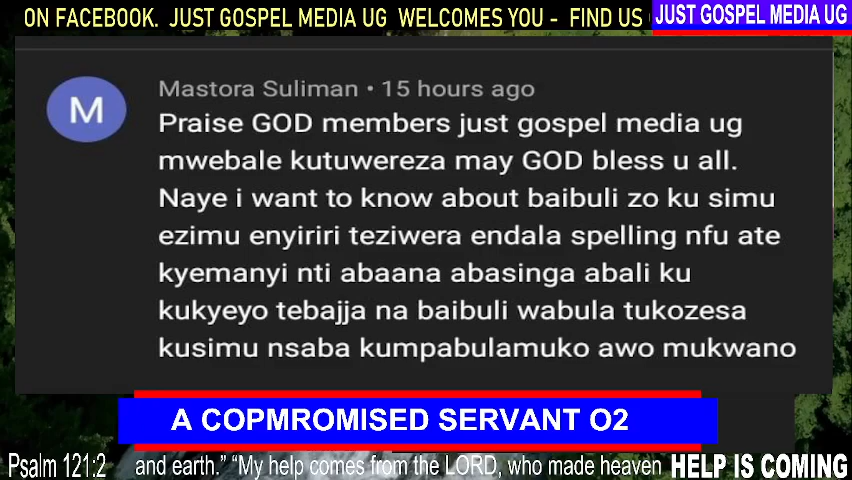 ON FACEBOOK. JUST GOSPEL MEDIA UG WELCOMES YOU - FIND US
JUST GOSPEL MEDIA UG
M
Mastora Suliman • 15 hours ago
Praise GOD members just gospel media ug
mwebale kutuwereza may GOD bless u all.
Naye i want to know about baibuli zo ku simu
ezimu enyiriri teziwera endala spelling nfu ate
kyemanyi nti abaana abasinga abali ku
kukyeyo tebajja na baibuli wabula tukozesa
kusimu nsaba kumpabulamuko awo mukwano
A COPMROMISED SERVANT O2
Psalm 121:2 and earth.” “My help comes from the LORD, who made heaven HELP IS COMING